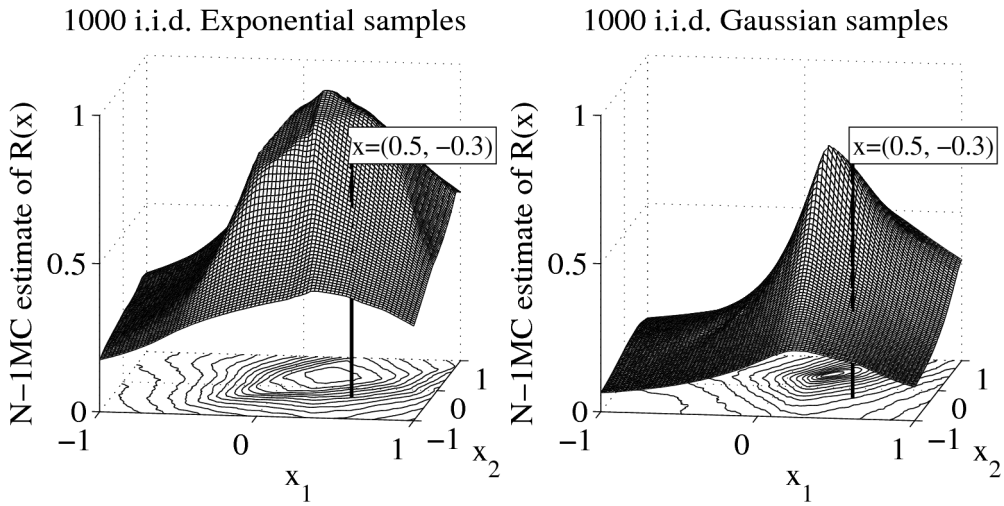 1000 i.i.d. Exponential samples
N−1MC estimate of R(x)
1
0.5
0
x=(0.5, −0.3)
−1
0
1
x1
−1
0
1
x2
1000 i.i.d. Gaussian samples
N−1MC estimate of R(x)
1
0.5
0
x=(0.5, −0.3)
−1
0
1
x1
−1
0
1
x2